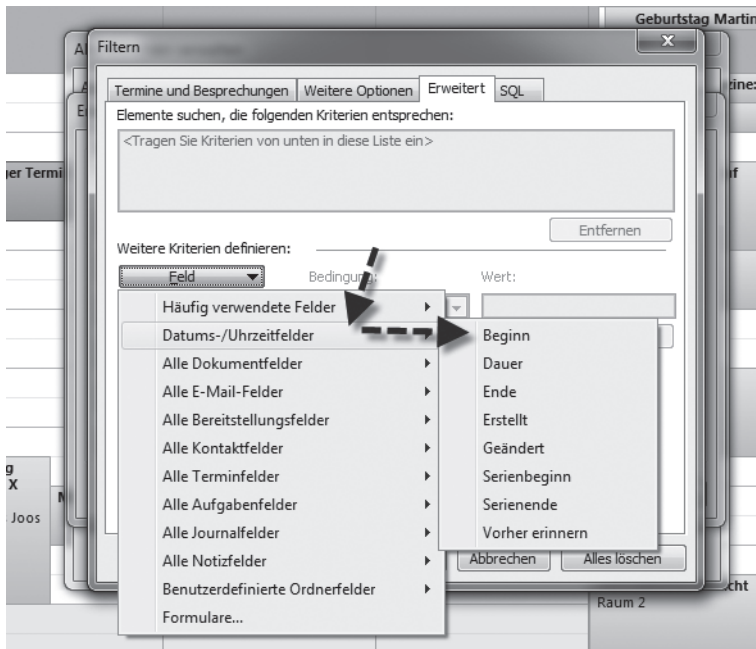 Geburtstag Martin
Filtern
Termine und Besprechungen
Weitere Optionen
Erweitert
SQL
Elemente suchen, die folgenden Kriterien entsprechen:
<Tragen Sie Kriterien von unten in diese Liste ein>
Entfernen
Weitere Kriterien definieren:
Feld
Bedingung:
Wert:
Häufig verwendete Felder
Datums-/Uhrzeitfelder
Alle Dokumentfelder
Alle E-Mail-Felder
Alle Bereitstellungsfelder
Alle Kontaktfelder
Alle Terminfelder
Alle Aufgabenfelder
Alle Journalfelder
Alle Notizfelder
Benutzerdefinierte Ordnerfelder
Formulare...
Beginn
Dauer
Ende
Erstellt
Geändert
Serienbeginn
Serienende
Vorher erinnern
Abbrechen
Alles löschen
X
Joos
Raum 2